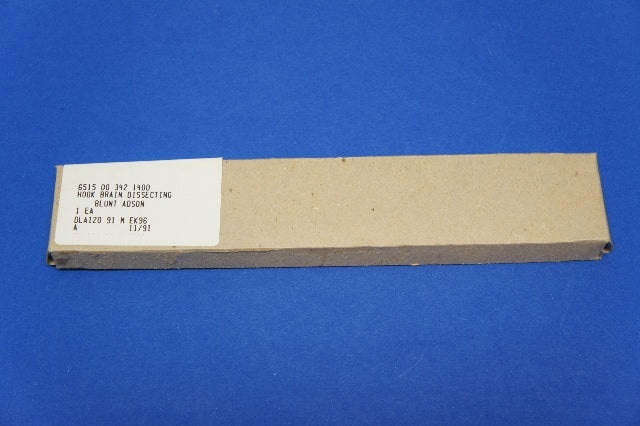 6515 00 342 1400
HOOK BRAIN DISSECTING
BLUNT ADSON
1 EA
DLA120 91 M EK96
A 11/91